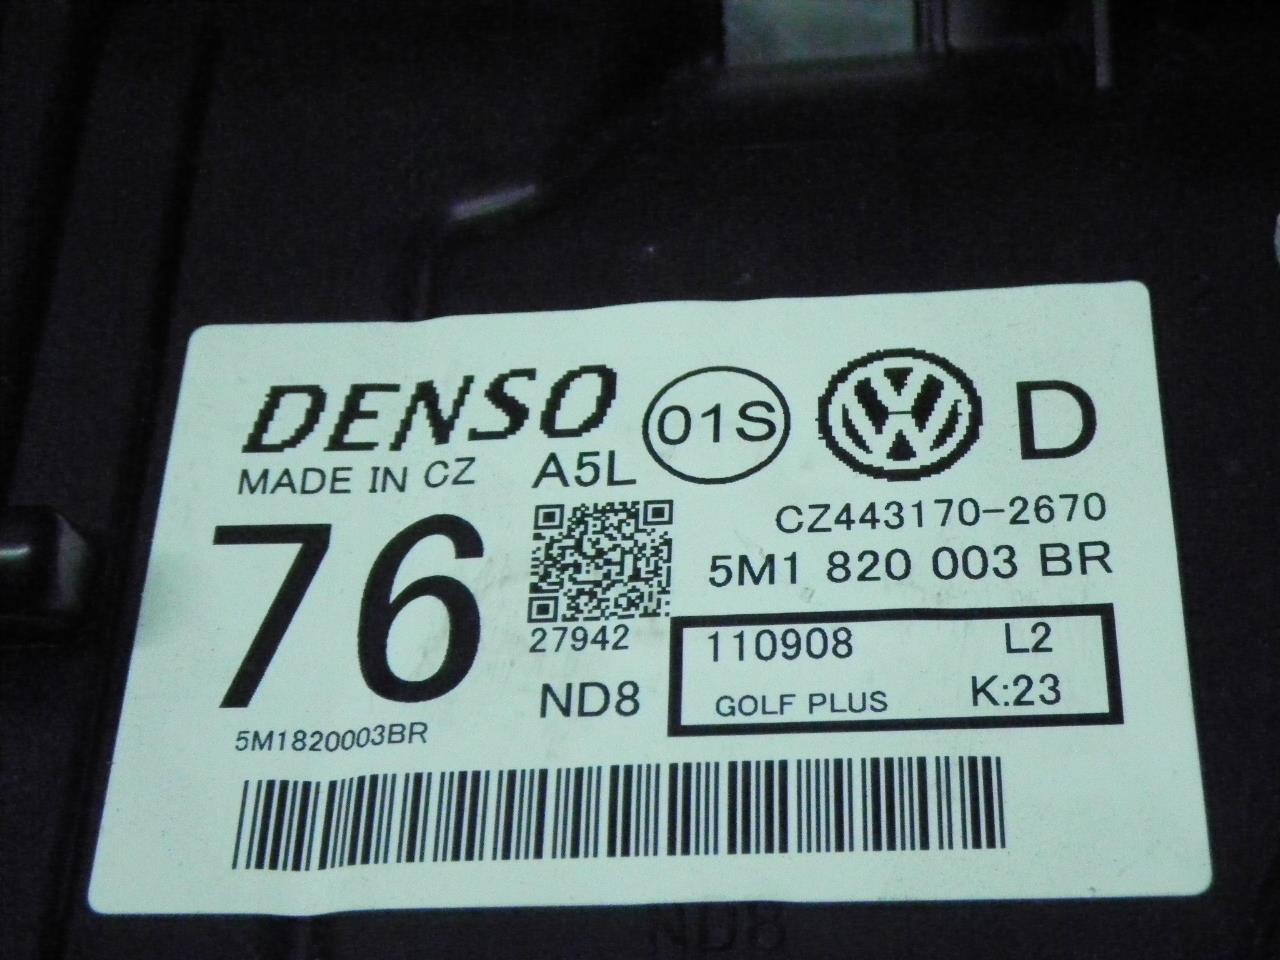 DENSO 01S VW D
MADE IN CZ A5L
CZ443170-2670
76 5M1 820 003 BR
27942 110908 L2
ND8 GOLF PLUS K:23
5M1820003BR
ND8